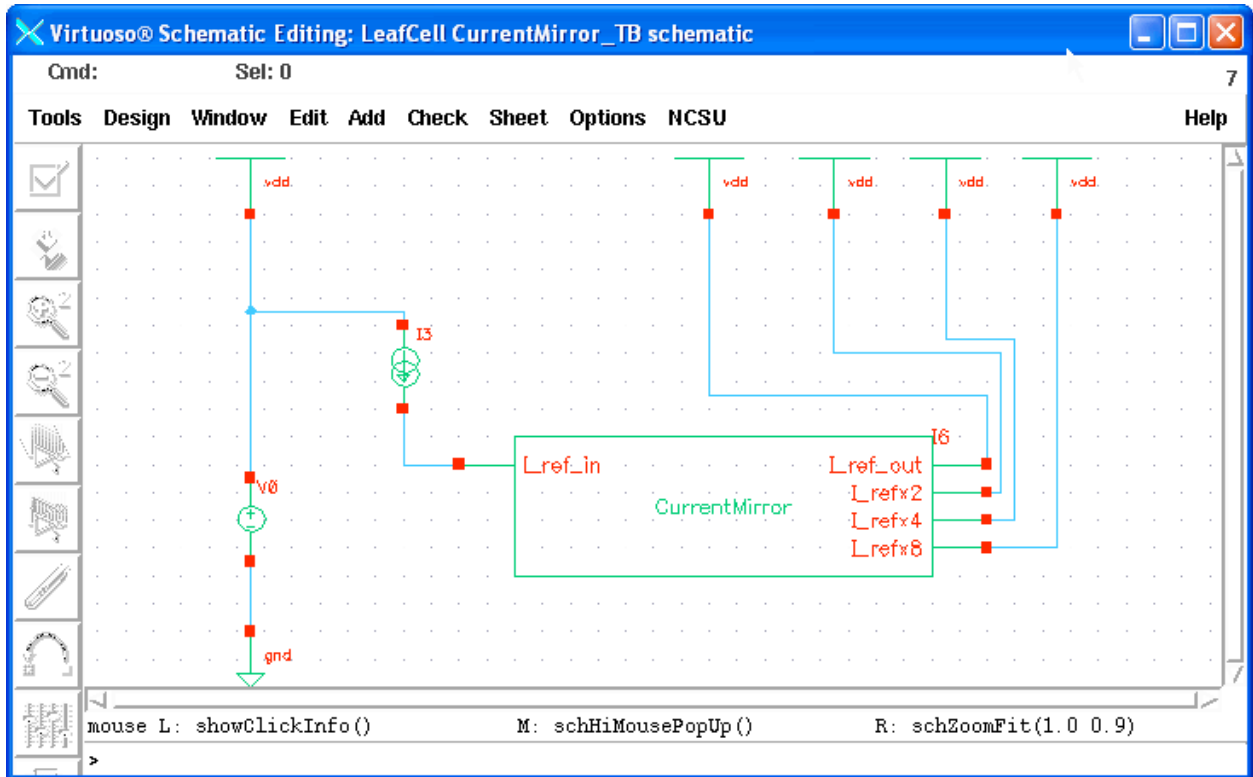 Virtuoso® Schematic Editing: LeafCell CurrentMirror_TB schematic
Cmd: Sel: 0 7
Tools Design Window Edit Add Check Sheet Options NCSU Help
vdd vdd vdd vdd vdd
I3
I6
I_ref_in I_ref_out
V0
I_refx2
CurrentMirror
I_refx4
I_refx8
gnd
mouse L: showClickInfo() M: schHiMousePopUp() R: schZoomFit(1.0 0.9)
>